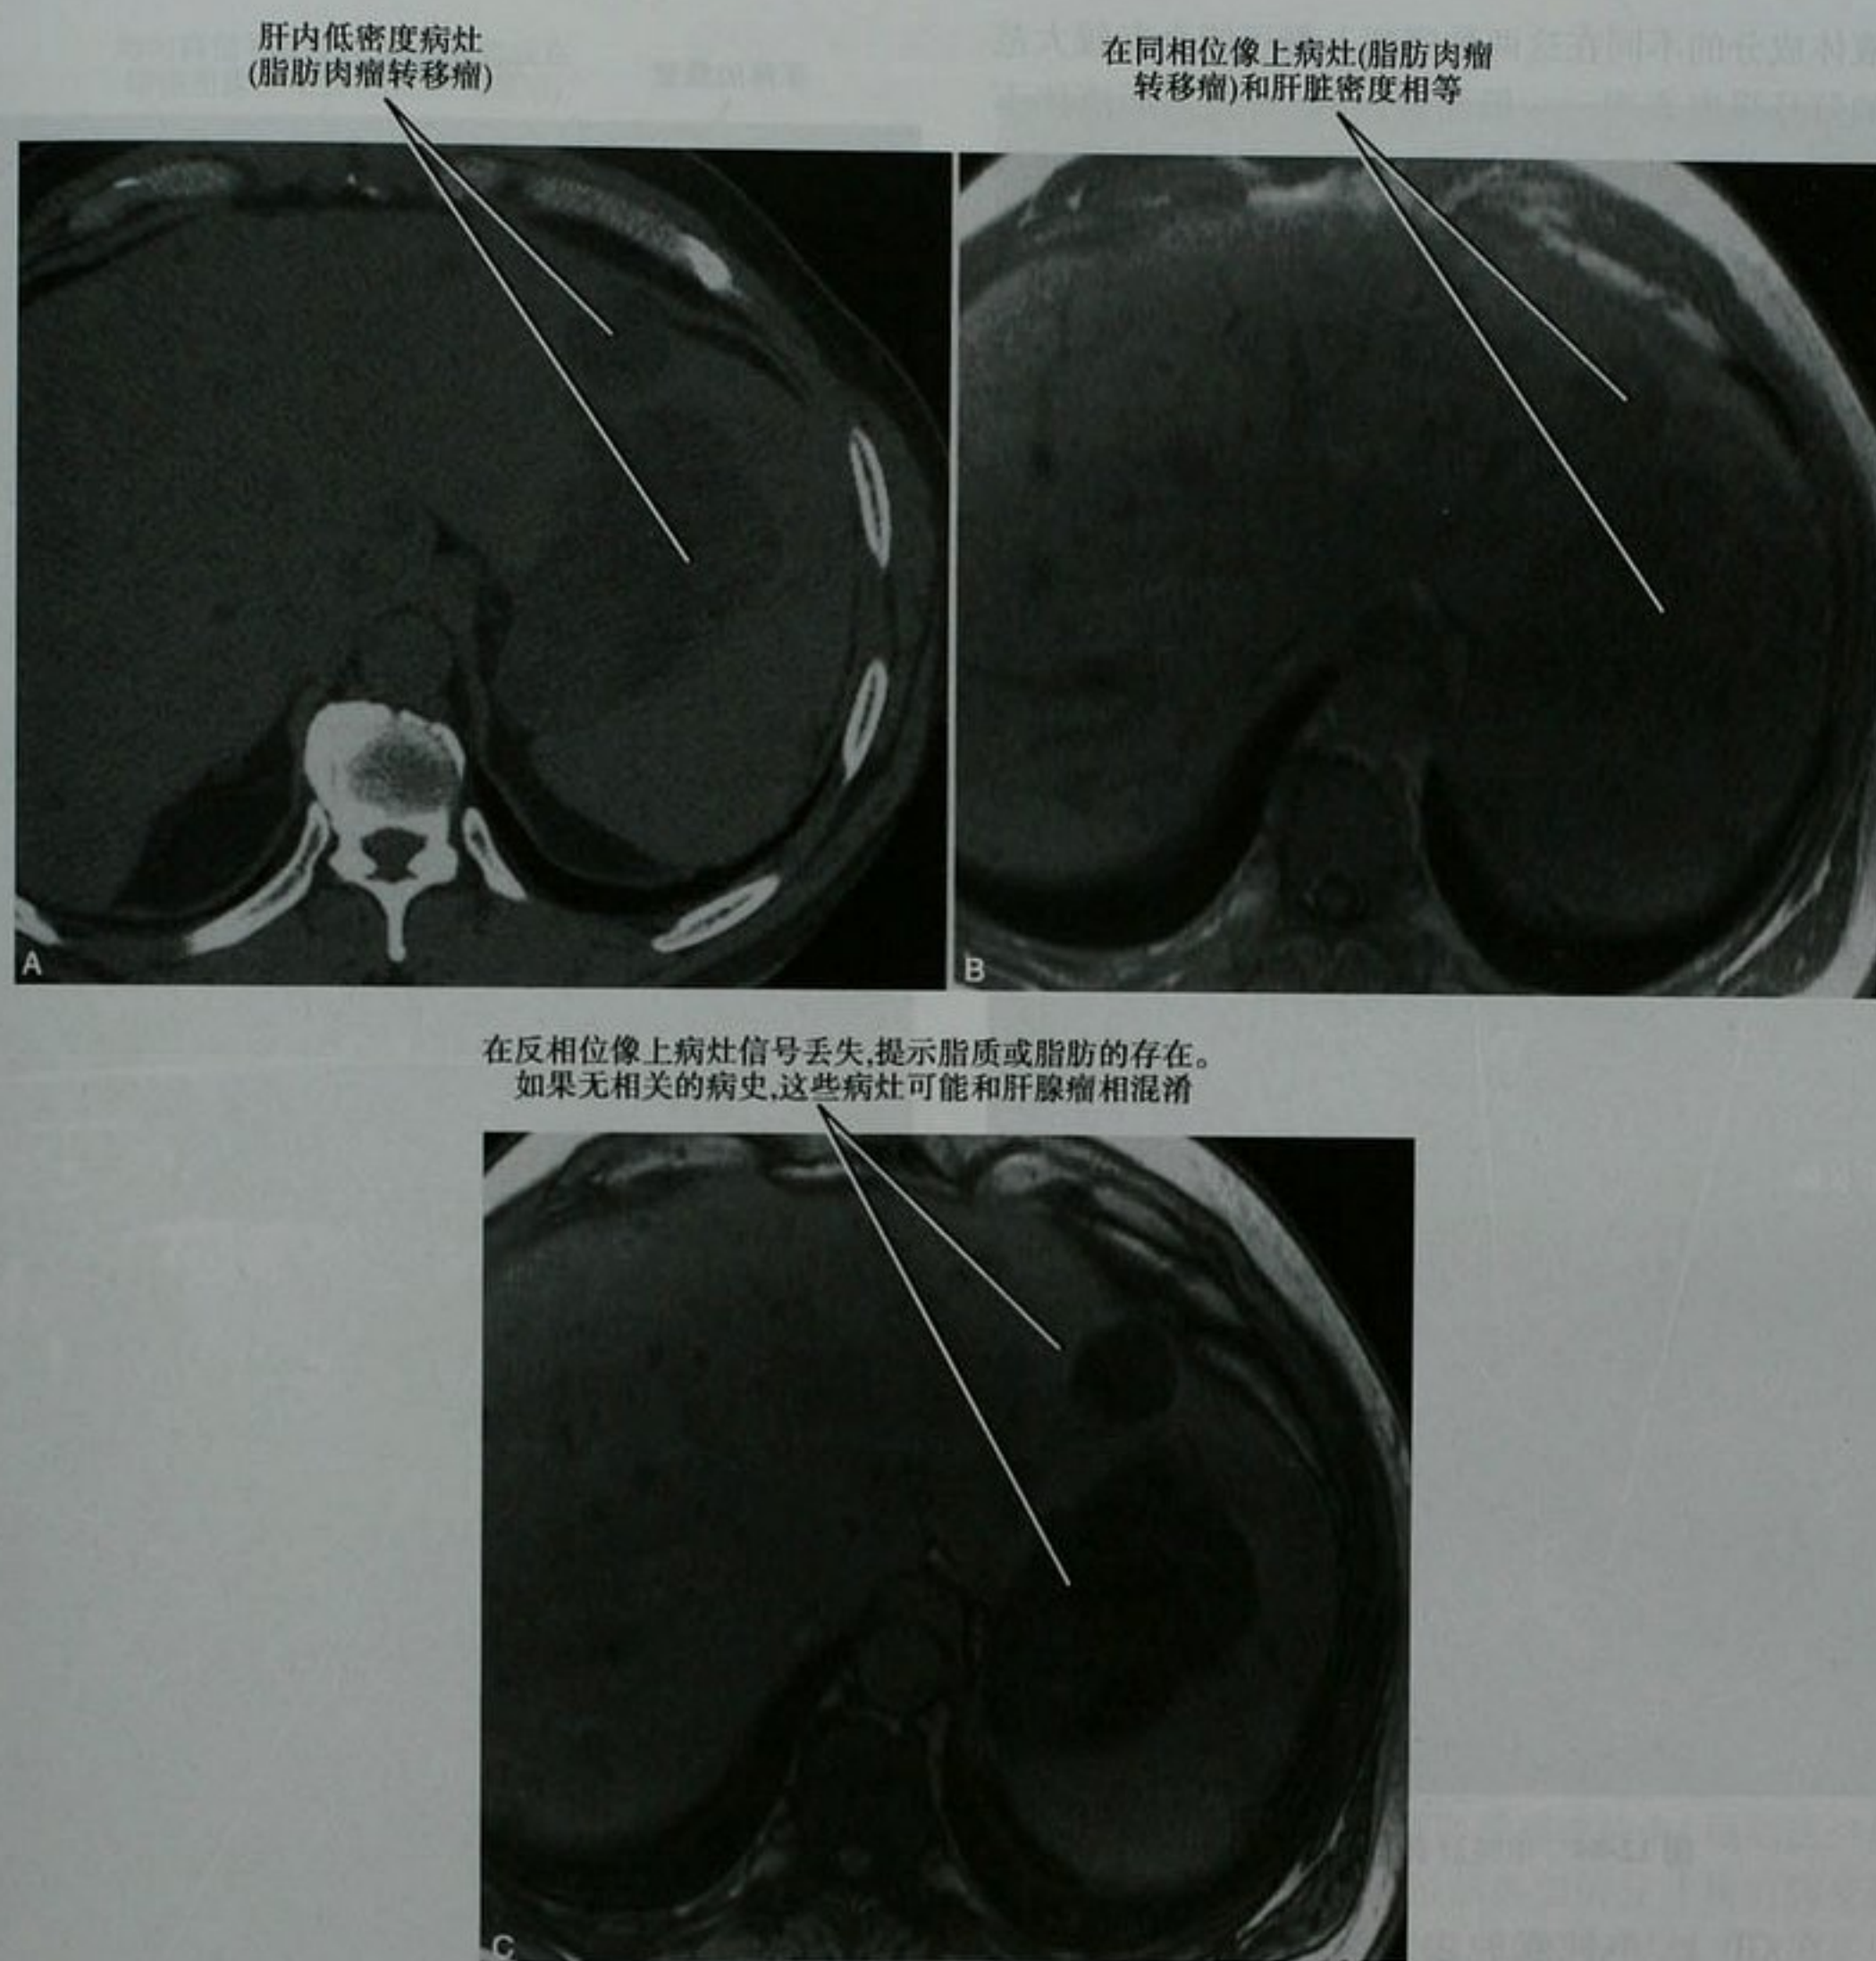 肝内低密度病灶
(脂肪肉瘤转移瘤)
在同相位像上病灶(脂肪肉瘤
转移瘤)和肝脏密度相等
A
B
在反相位像上病灶信号丢失,提示脂质或脂肪的存在。
如果无相关的病史,这些病灶可能和肝腺瘤相混淆
C